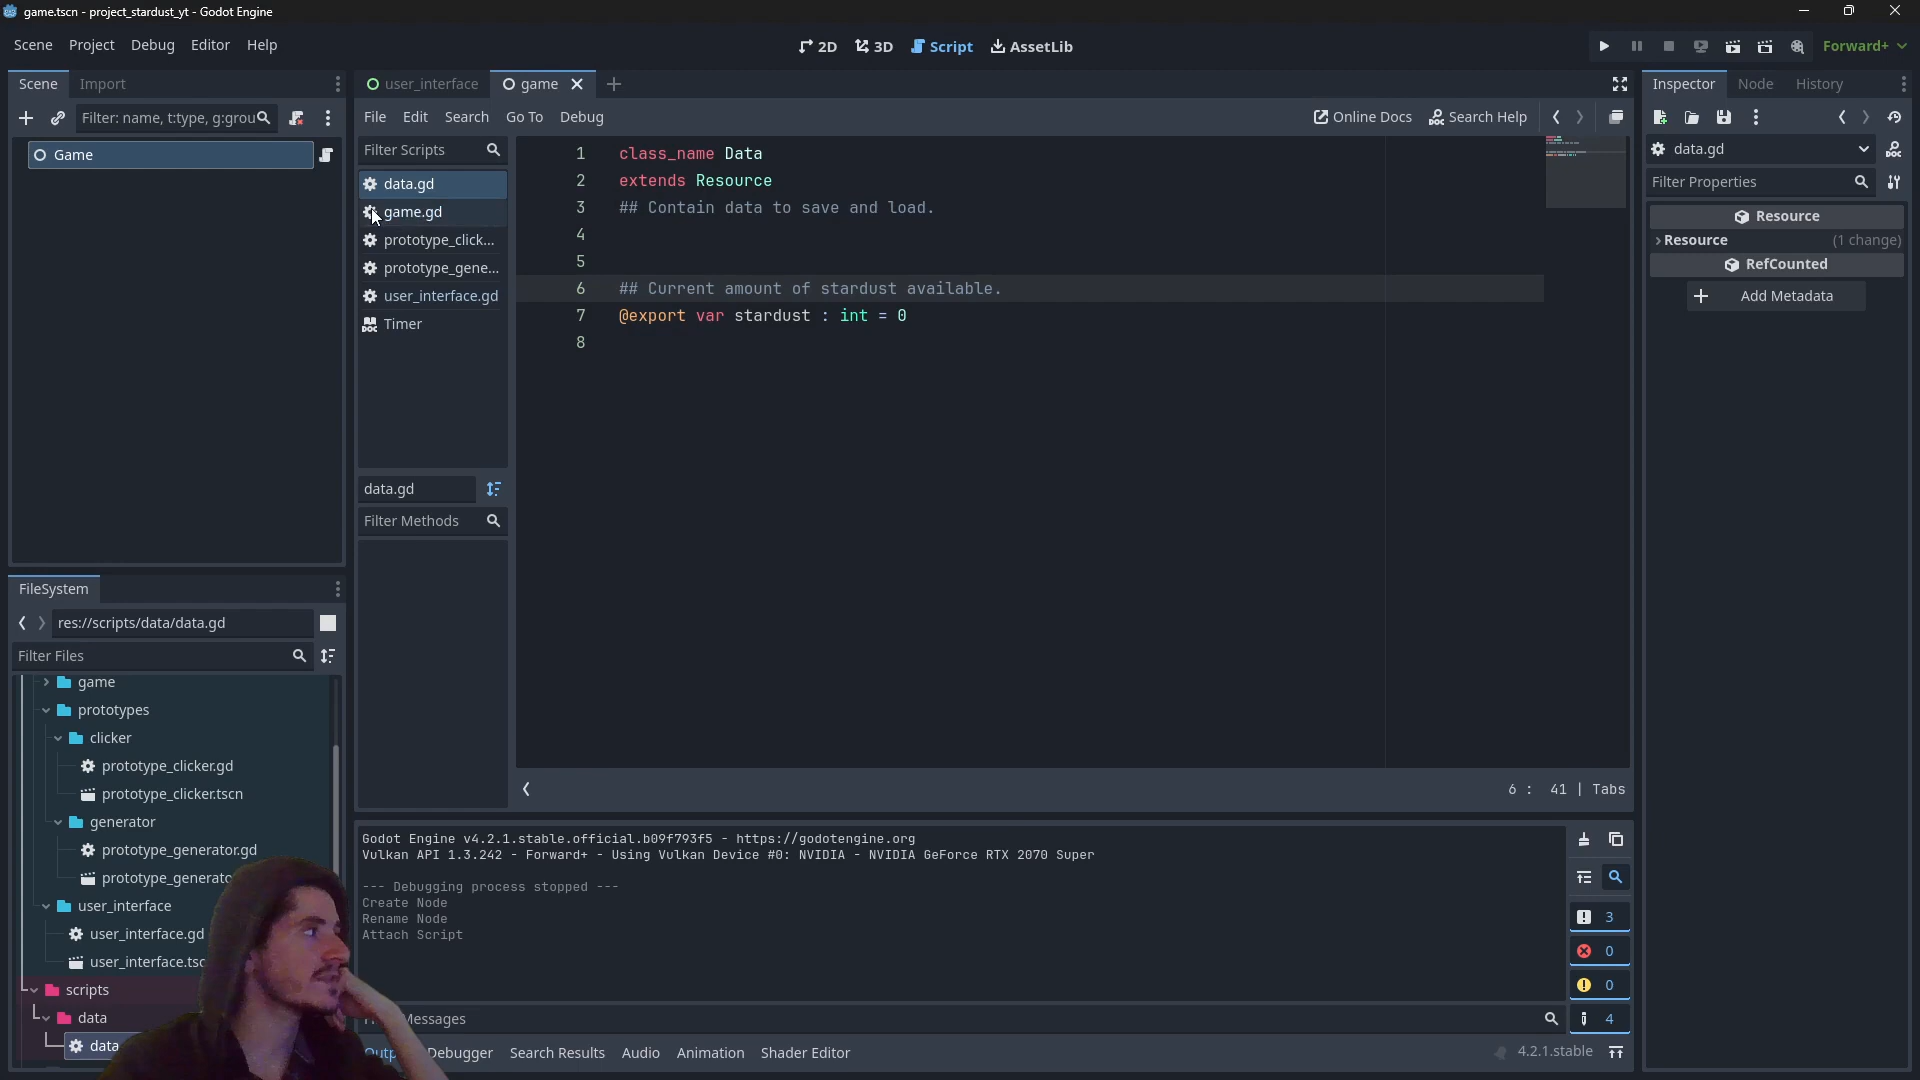 game.tscn - project_stardust_yt - Godot Engine
Scene Project Debug Editor Help
2D 3D Script AssetLib
Forward+
Scene Import
Filter: name, t:type, g:grou
Game
user_interface game
File Edit Search Go To Debug
Online Docs Search Help
Filter Scripts
data.gd
game.gd
prototype_click...
prototype_gene...
user_interface.gd
Timer
data.gd
Filter Methods
1 class_name Data
2 extends Resource
3 ## Contain data to save and load.
4
5
6 ## Current amount of stardust available.
7 @export var stardust : int = 0
8
6 : 41 | Tabs
Inspector Node History
data.gd
Filter Properties
Resource
Resource (1 change)
RefCounted
Add Metadata
FileSystem
res://scripts/data/data.gd
Filter Files
game
prototypes
clicker
prototype_clicker.gd
prototype_clicker.tscn
generator
prototype_generator.gd
prototype_generato
user_interface
user_interface.gd
user_interface.tsc
scripts
data
data
Godot Engine v4.2.1.stable.official.b09f793f5 - https://godotengine.org
Vulkan API 1.3.242 - Forward+ - Using Vulkan Device #0: NVIDIA - NVIDIA GeForce RTX 2070 Super
--- Debugging process stopped ---
Create Node
Rename Node
Attach Script
3
0
0
4
Messages
Debugger Search Results Audio Animation Shader Editor
4.2.1.stable